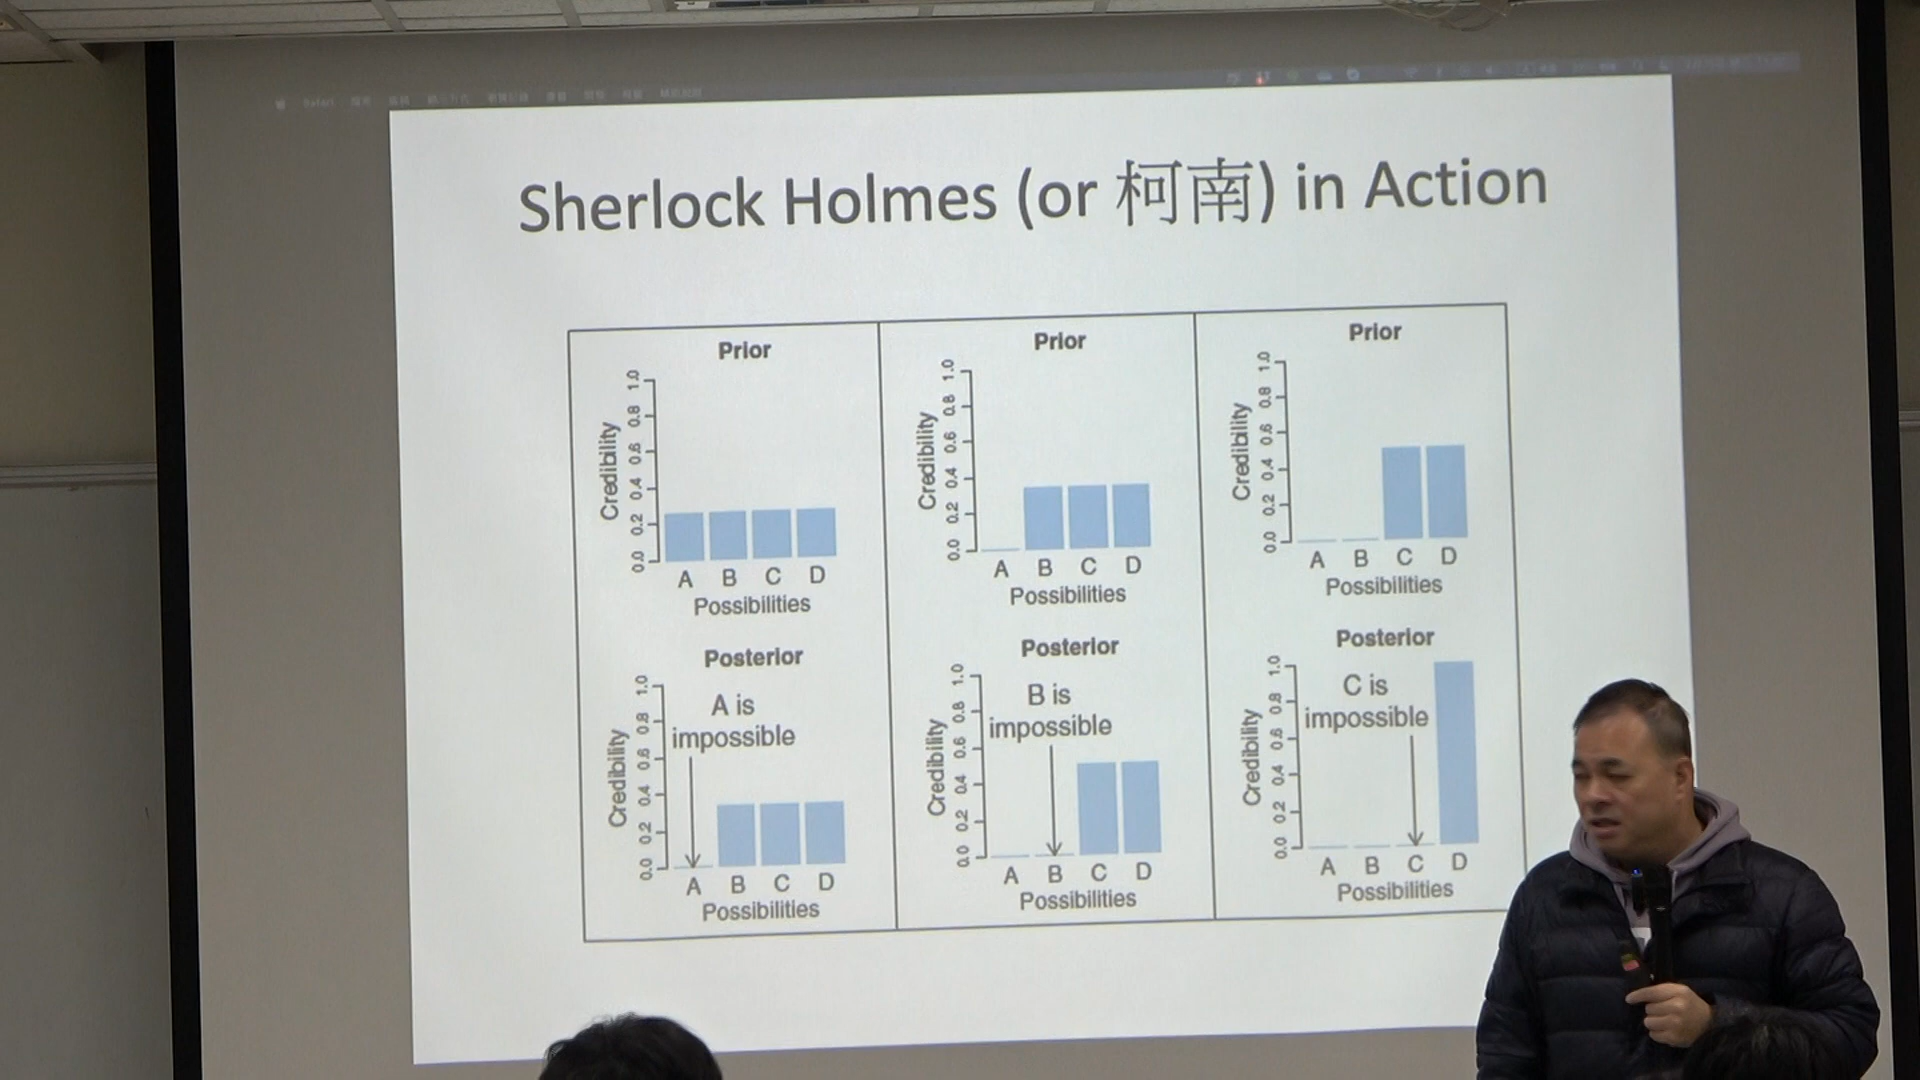 Sherlock Holmes (or 柯南) in Action
Prior
Credibility
0.0 0.2 0.4 0.6 0.8 1.0
A B C D
Possibilities
Posterior
A is
impossible
Credibility
0.0 0.2 0.4 0.6 0.8 1.0
A B C D
Possibilities
Prior
Credibility
0.0 0.2 0.4 0.6 0.8 1.0
A B C D
Possibilities
Posterior
B is
impossible
Credibility
0.0 0.2 0.4 0.6 0.8 1.0
A B C D
Possibilities
Prior
Credibility
0.0 0.2 0.4 0.6 0.8 1.0
A B C D
Possibilities
Posterior
C is
impossible
Credibility
0.0 0.2 0.4 0.6 0.8 1.0
A B C D
Possibilities